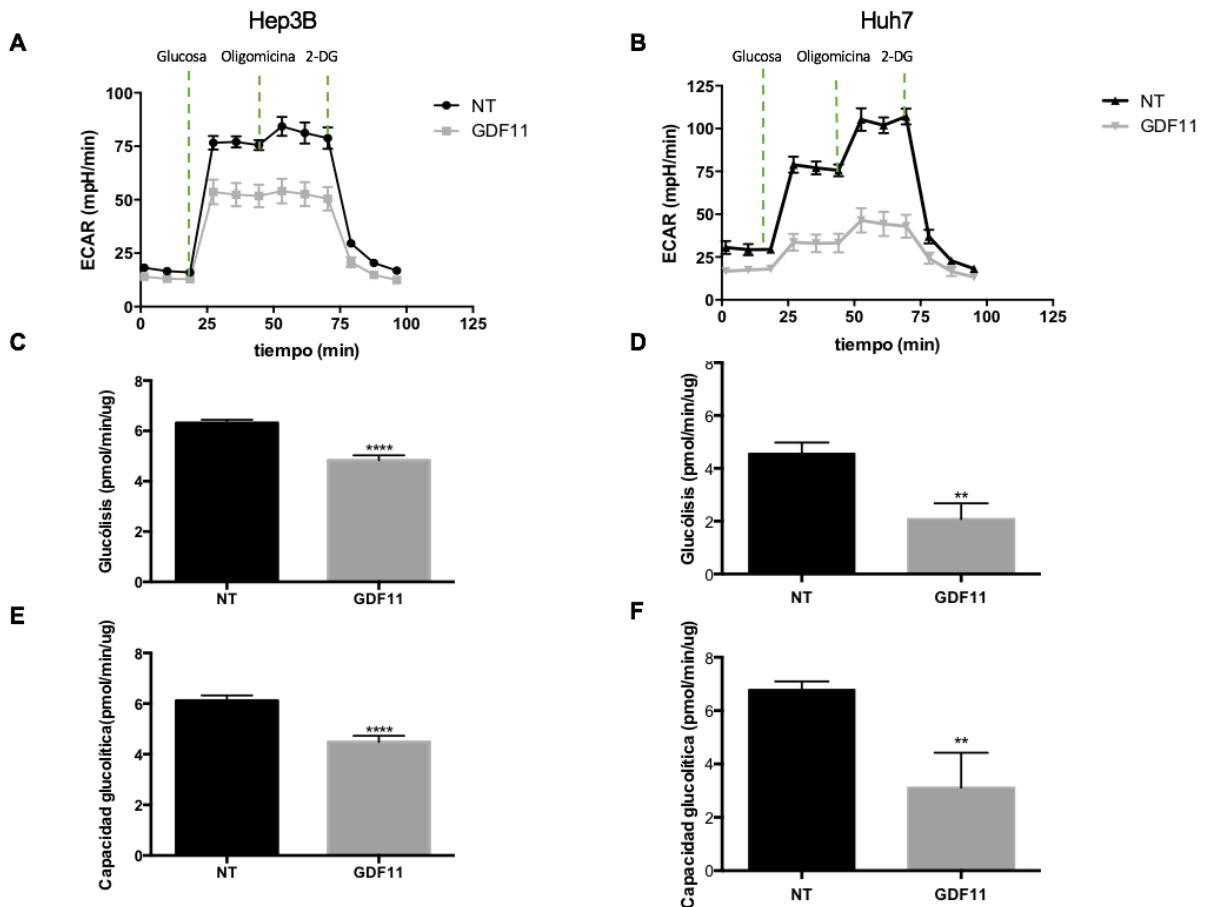 Hep3B
Huh7
A
Glucosa Oligomicina 2-DG
ECAR (mpH/min)
100
75
50
25
0
0 25 50 75 100 125
tiempo (min)
NT
GDF11
B
Glucosa Oligomicina 2-DG
ECAR (mpH/min)
125
100
75
50
25
0
0 25 50 75 100 125
tiempo (min)
NT
GDF11
C
Glucólisis (pmol/min/ug)
8
6
4
2
0
****
NT GDF11
D
Glucólisis (pmol/min/ug)
8
6
4
2
0
**
NT GDF11
E
Capacidad glucolítica(pmol/min/ug)
8
6
4
2
0
****
NT GDF11
F
Capacidad glucolítica (pmol/min/ug)
8
6
4
2
0
**
NT GDF11